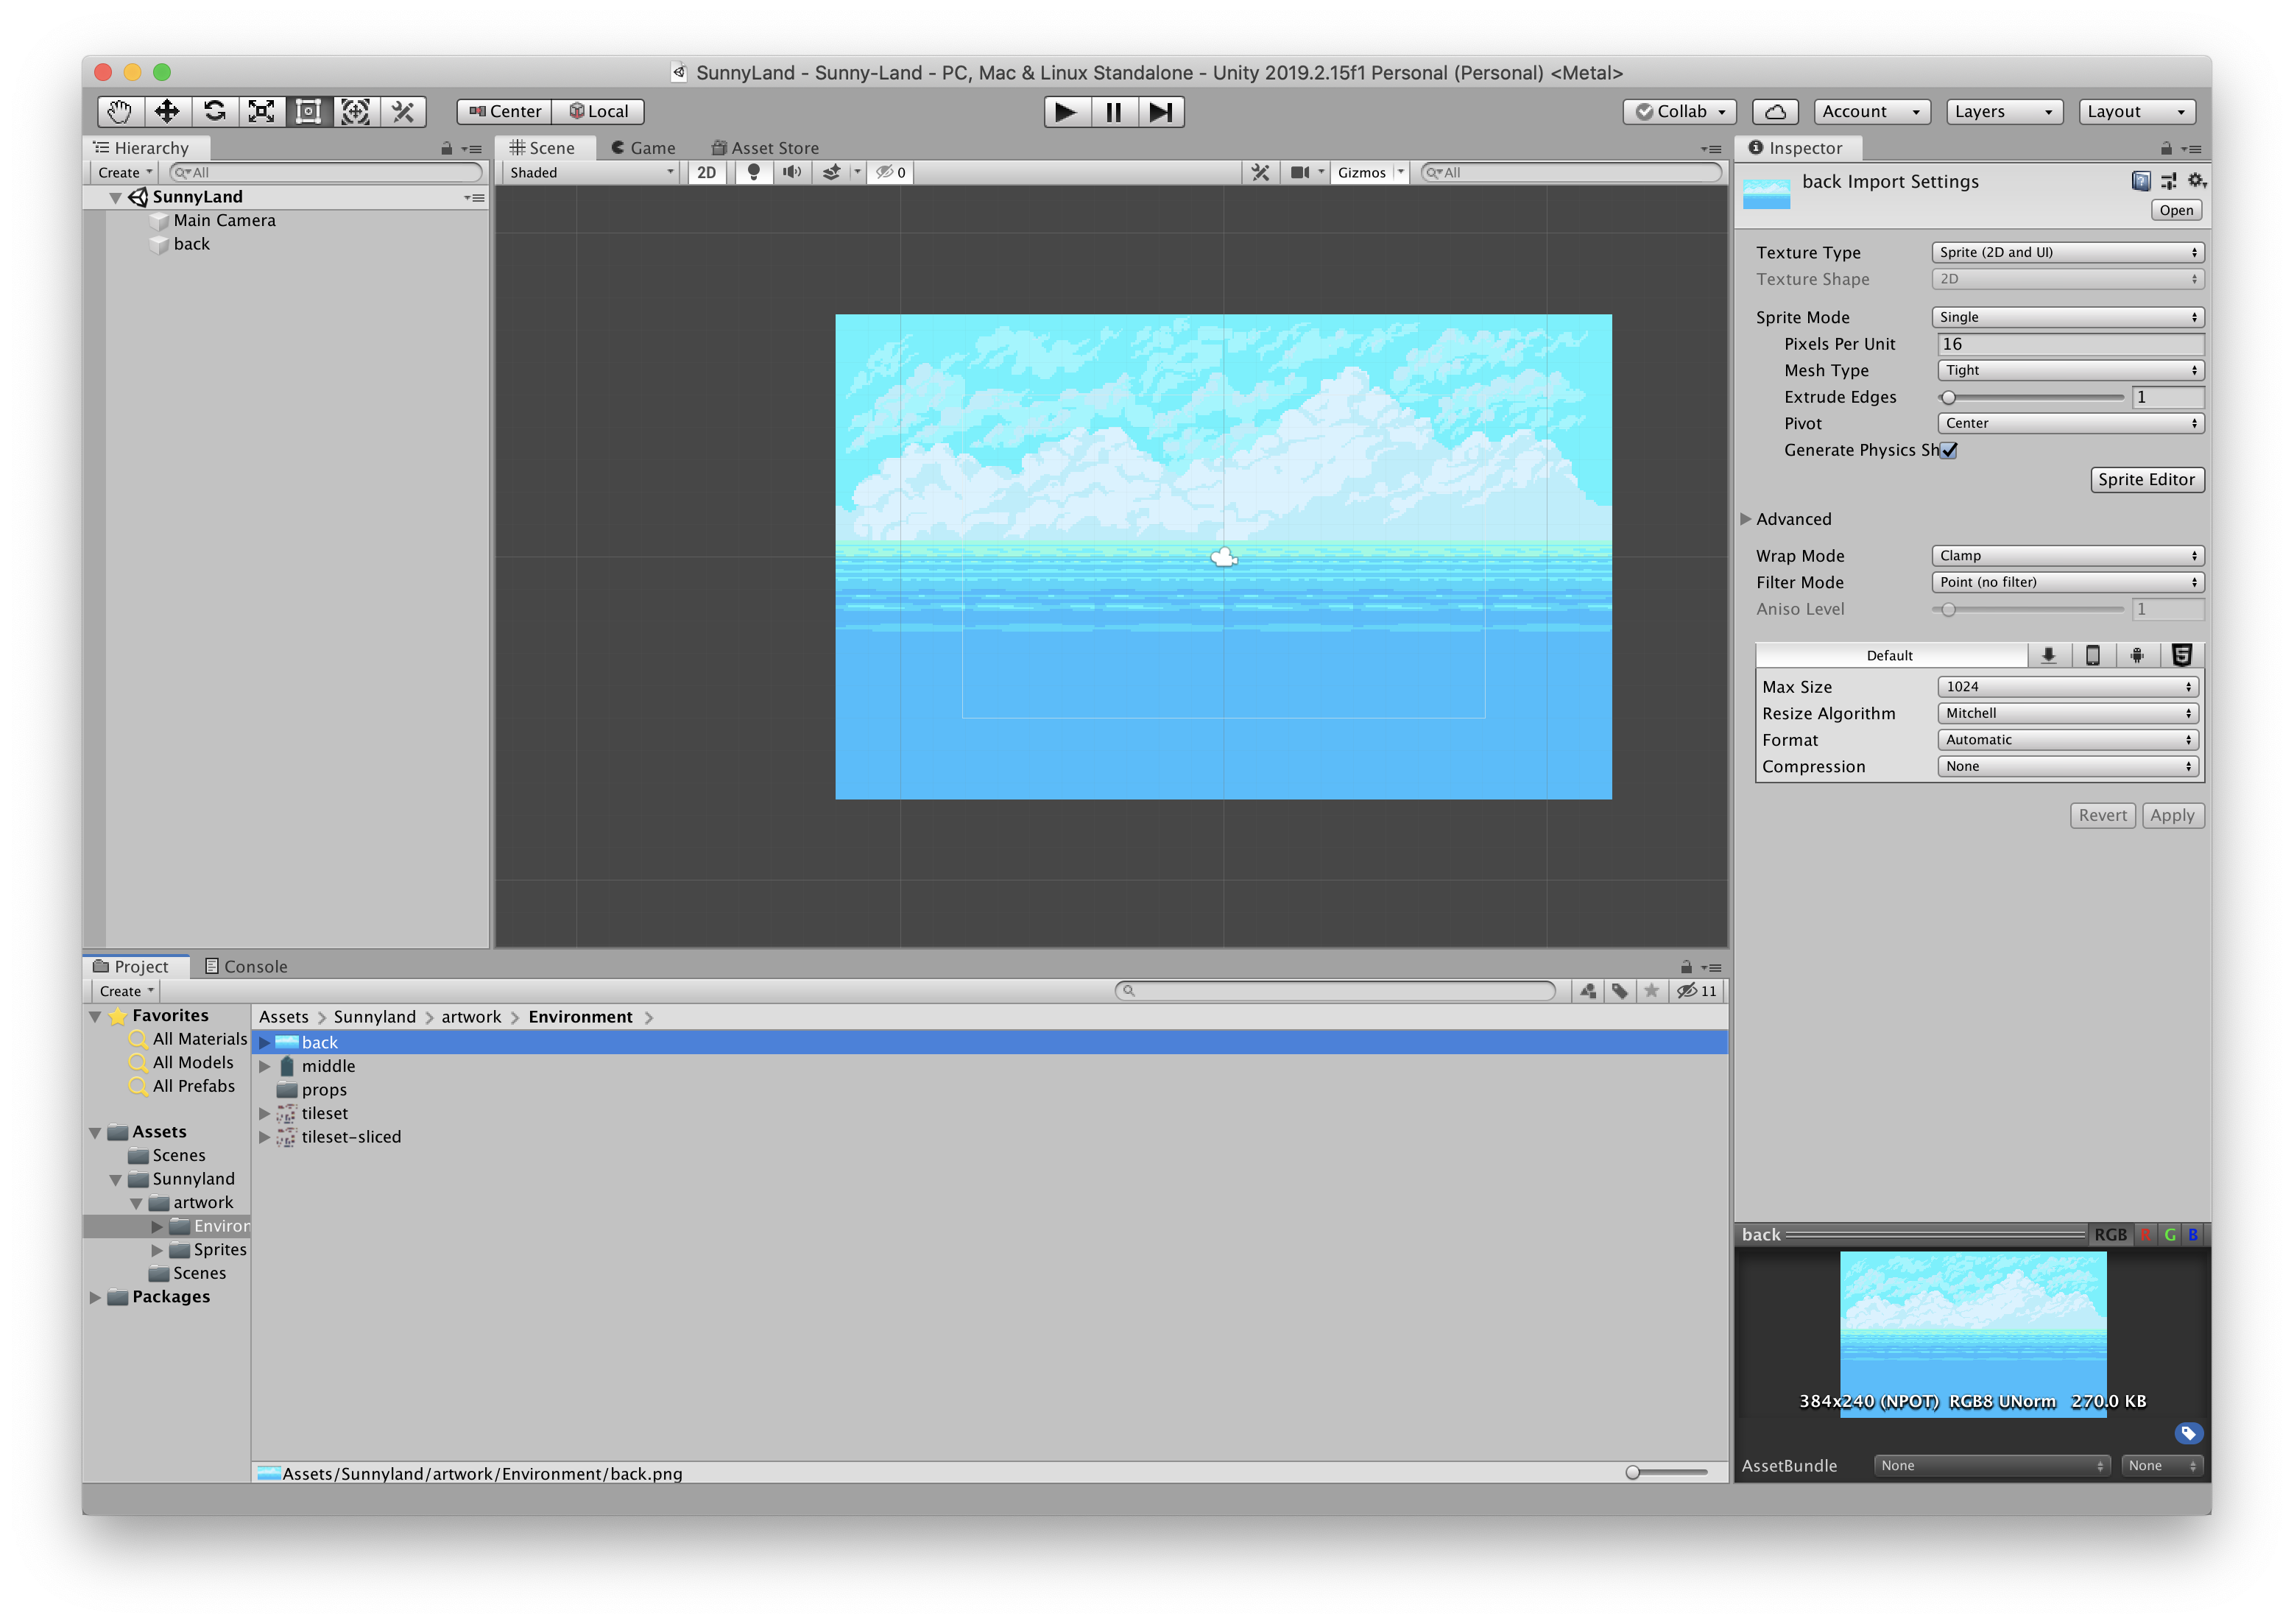 SunnyLand - Sunny-Land - PC, Mac & Linux Standalone - Unity 2019.2.15f1 Personal (Personal) <Metal>
Center Local Collab Account Layers Layout
Hierarchy
Create All
SunnyLand
Main Camera
back
Scene Game Asset Store
Shaded 2D 0 Gizmos All
Inspector
back Import Settings
Open
Texture Type Sprite (2D and UI)
Texture Shape 2D
Sprite Mode Single
Pixels Per Unit 16
Mesh Type Tight
Extrude Edges 1
Pivot Center
Generate Physics Sh
Sprite Editor
Advanced
Wrap Mode Clamp
Filter Mode Point (no filter)
Aniso Level 1
Default
Max Size 1024
Resize Algorithm Mitchell
Format Automatic
Compression None
Revert Apply
Project Console
Create 11
Favorites
All Materials
All Models
All Prefabs
Assets
Scenes
Sunnyland
artwork
Environ
Sprites
Scenes
Packages
Assets > Sunnyland > artwork > Environment >
back
middle
props
tileset
tileset-sliced
Assets/Sunnyland/artwork/Environment/back.png
back RGB R G B
384x240 (NPOT) RGB8 UNorm 270.0 KB
AssetBundle None None